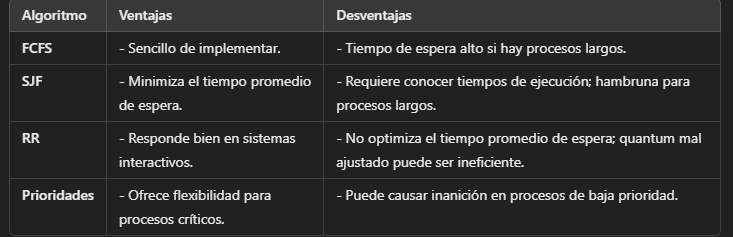 Algoritmo Ventajas Desventajas
FCFS - Sencillo de implementar. - Tiempo de espera alto si hay procesos largos.
SJF - Minimiza el tiempo promedio - Requiere conocer tiempos de ejecución; hambruna para
de espera. procesos largos.
RR - Responde bien en sistemas - No optimiza el tiempo promedio de espera; quantum mal
interactivos. ajustado puede ser ineficiente.
Prioridades - Ofrece flexibilidad para - Puede causar inanición en procesos de baja prioridad.
procesos críticos.